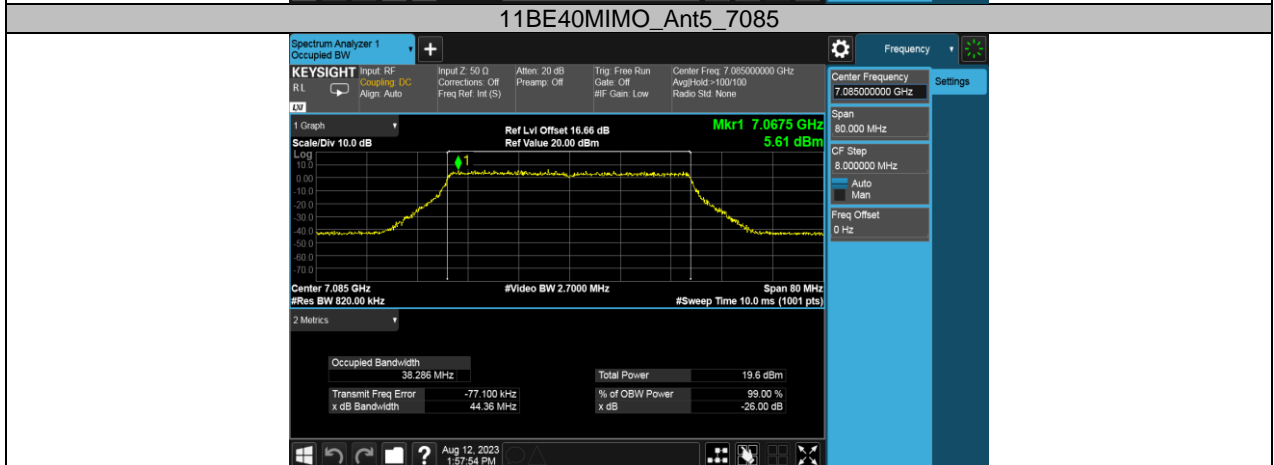 11BE40MIMO_Ant5_7085
Spectrum Analyzer 1
Occupied BW
+
Frequency
KEYSIGHT Input: RF Input Z: 50 Ω Atten: 20 dB Trig: Free Run Center Freq: 7.085000000 GHz
RL Coupling: DC Corrections: Off Preamp: Off Gate: Off Avg|Hold:>100/100
Align: Auto Freq Ref: Int (S) #IF Gain: Low Radio Std: None
LXI
Center Frequency
7.085000000 GHz
Settings
Span
80.000 MHz
CF Step
8.000000 MHz
Auto
Man
Freq Offset
0 Hz
1 Graph Ref Lvl Offset 16.66 dB Mkr1 7.0675 GHz
Scale/Div 10.0 dB Ref Value 20.00 dBm 5.61 dBm
Log
10.0
1
0.00
-10.0
-20.0
-30.0
-40.0
-50.0
-60.0
-70.0
Center 7.085 GHz #Video BW 2.7000 MHz Span 80 MHz
#Res BW 820.00 kHz #Sweep Time 10.0 ms (1001 pts)
2 Metrics
Occupied Bandwidth
38.286 MHz Total Power 19.6 dBm
Transmit Freq Error -77.100 kHz % of OBW Power 99.00 %
x dB Bandwidth 44.36 MHz x dB -26.00 dB
? Aug 12, 2023
1:57:54 PM